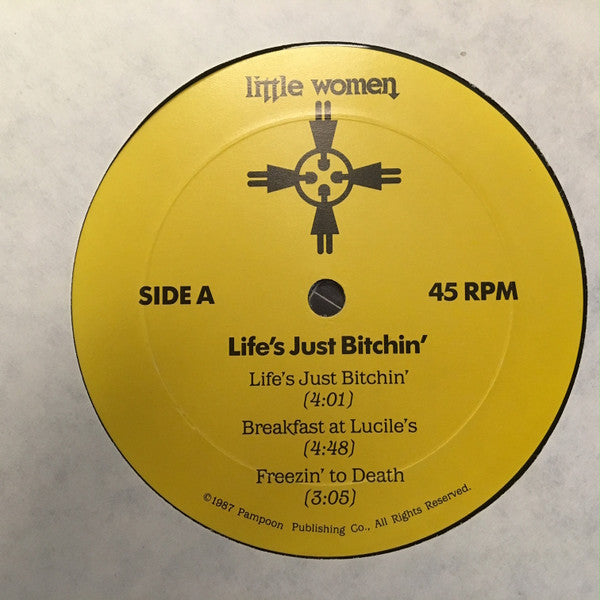 little women
SIDE A
45 RPM
Life's Just Bitchin'
Life's Just Bitchin'
(4:01)
Breakfast at Lucile's
(4:48)
Freezin' to Death
(3:05)
©1987 Pampoon Publishing Co., All Rights Reserved.